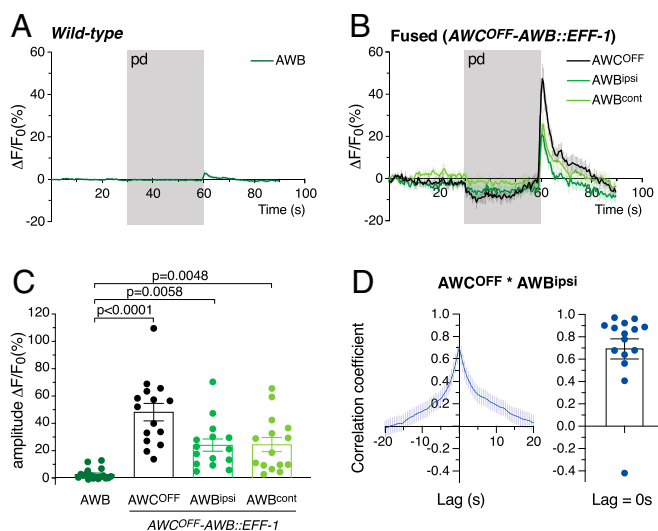 A Wild-type
ΔF/F0(%)
60
40
20
0
-20
pd
AWB
20 40 60 80 100
Time (s)
B Fused (AWCOFF-AWB::EFF-1)
ΔF/F0(%)
60
40
20
0
-20
pd
AWCOFF
AWBipsi
AWBcont
20 40 60 80 100
Time (s)
C
p=0.0048
p=0.0058
p<0.0001
amplitude ΔF/F0(%)
120
100
80
60
40
20
0
AWB AWCOFF AWBipsi AWBcont
AWCOFF-AWB::EFF-1
D AWCOFF * AWBipsi
Correlation coefficient
1.0
0.8
0.6
0.4
0.2
0.0
-0.2
-0.4
-20 -10 10 20
Lag (s)
1.0
0.8
0.6
0.4
0.2
0.0
-0.2
-0.4
Lag = 0s